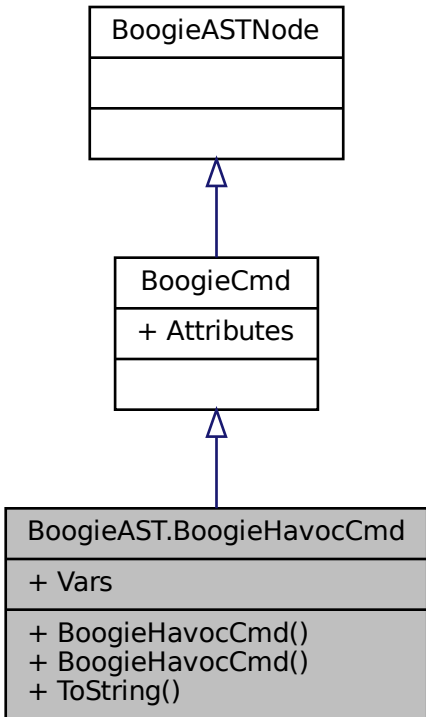 BoogieASTNode
BoogieCmd
+ Attributes
BoogieAST.BoogieHavocCmd
+ Vars
+ BoogieHavocCmd()
+ BoogieHavocCmd()
+ ToString()